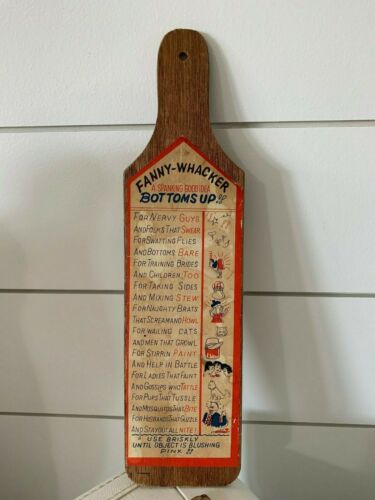 FANNY-WHACKER
A SPANKING GOOD IDEA
BOTTOMS UP!!
FOR NERVY GUYS
AND FOLKS THAT SWEAR
FOR SWATTING FLIES
AND BOTTOMS BARE
FOR TRAINING BRIDES
AND CHILDREN TOO
FOR TAKING SIDES
AND MIXING STEW
FOR NAUGHTY BRATS
THAT SCREAM AND HOWL
FOR WAILING CATS
AND MEN THAT GROWL
FOR STIRRIN PAINT
AND HELP IN BATTLE
FOR LADIES THAT FAINT
AND GOSSIPS WHO TATTLE
FOR PUPS THAT TUSSLE
AND MOSQUITOS THAT BITE
FOR HUSBANDS THAT GUZZLE
AND STAY OUT ALL NITE!
USE BRISKLY
UNTIL OBJECT IS BLUSHING
PINK!!